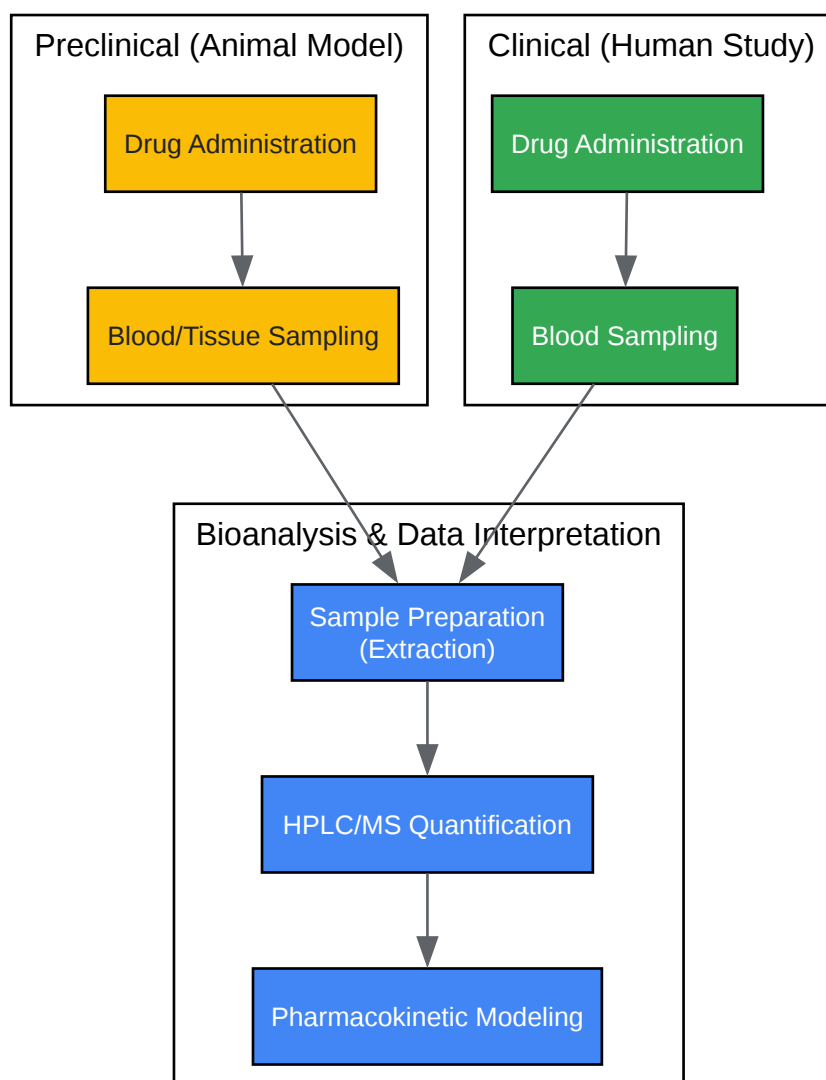 Preclinical (Animal Model)
Drug Administration
Blood/Tissue Sampling
Clinical (Human Study)
Drug Administration
Blood Sampling
Bioanalysis & Data Interpretation
Sample Preparation
(Extraction)
HPLC/MS Quantification
Pharmacokinetic Modeling